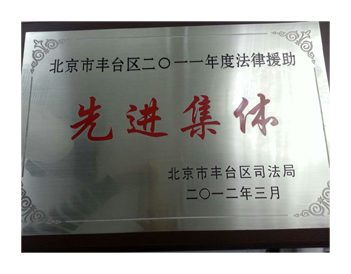 北京市丰台区二〇一一年度法律援助
先进集体
北京市丰台区司法局
二〇一二年三月